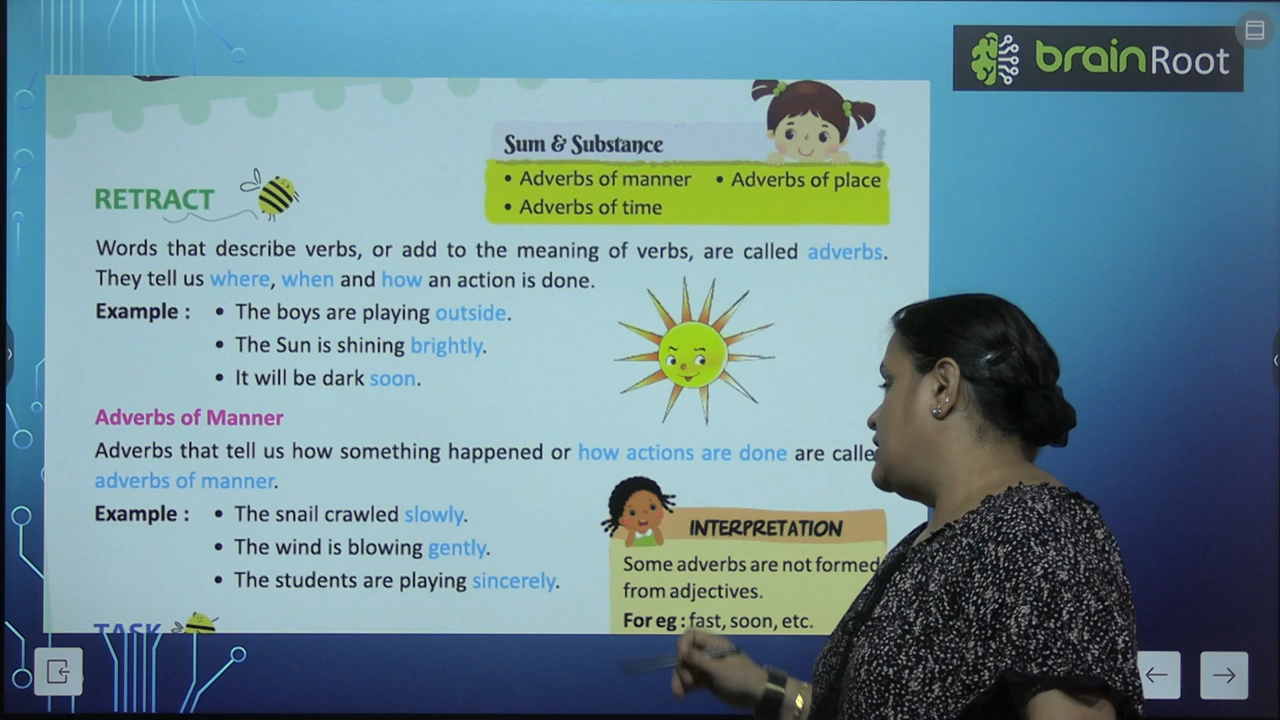 brainRoot
Sum & Substance
• Adverbs of manner • Adverbs of place
• Adverbs of time
RETRACT
Words that describe verbs, or add to the meaning of verbs, are called adverbs.
They tell us where, when and how an action is done.
Example : • The boys are playing outside.
• The Sun is shining brightly.
• It will be dark soon.
Adverbs of Manner
Adverbs that tell us how something happened or how actions are done are calle
adverbs of manner.
Example : • The snail crawled slowly.
• The wind is blowing gently.
• The students are playing sincerely.
INTERPRETATION
Some adverbs are not formed
from adjectives.
For eg : fast, soon, etc.
TASK